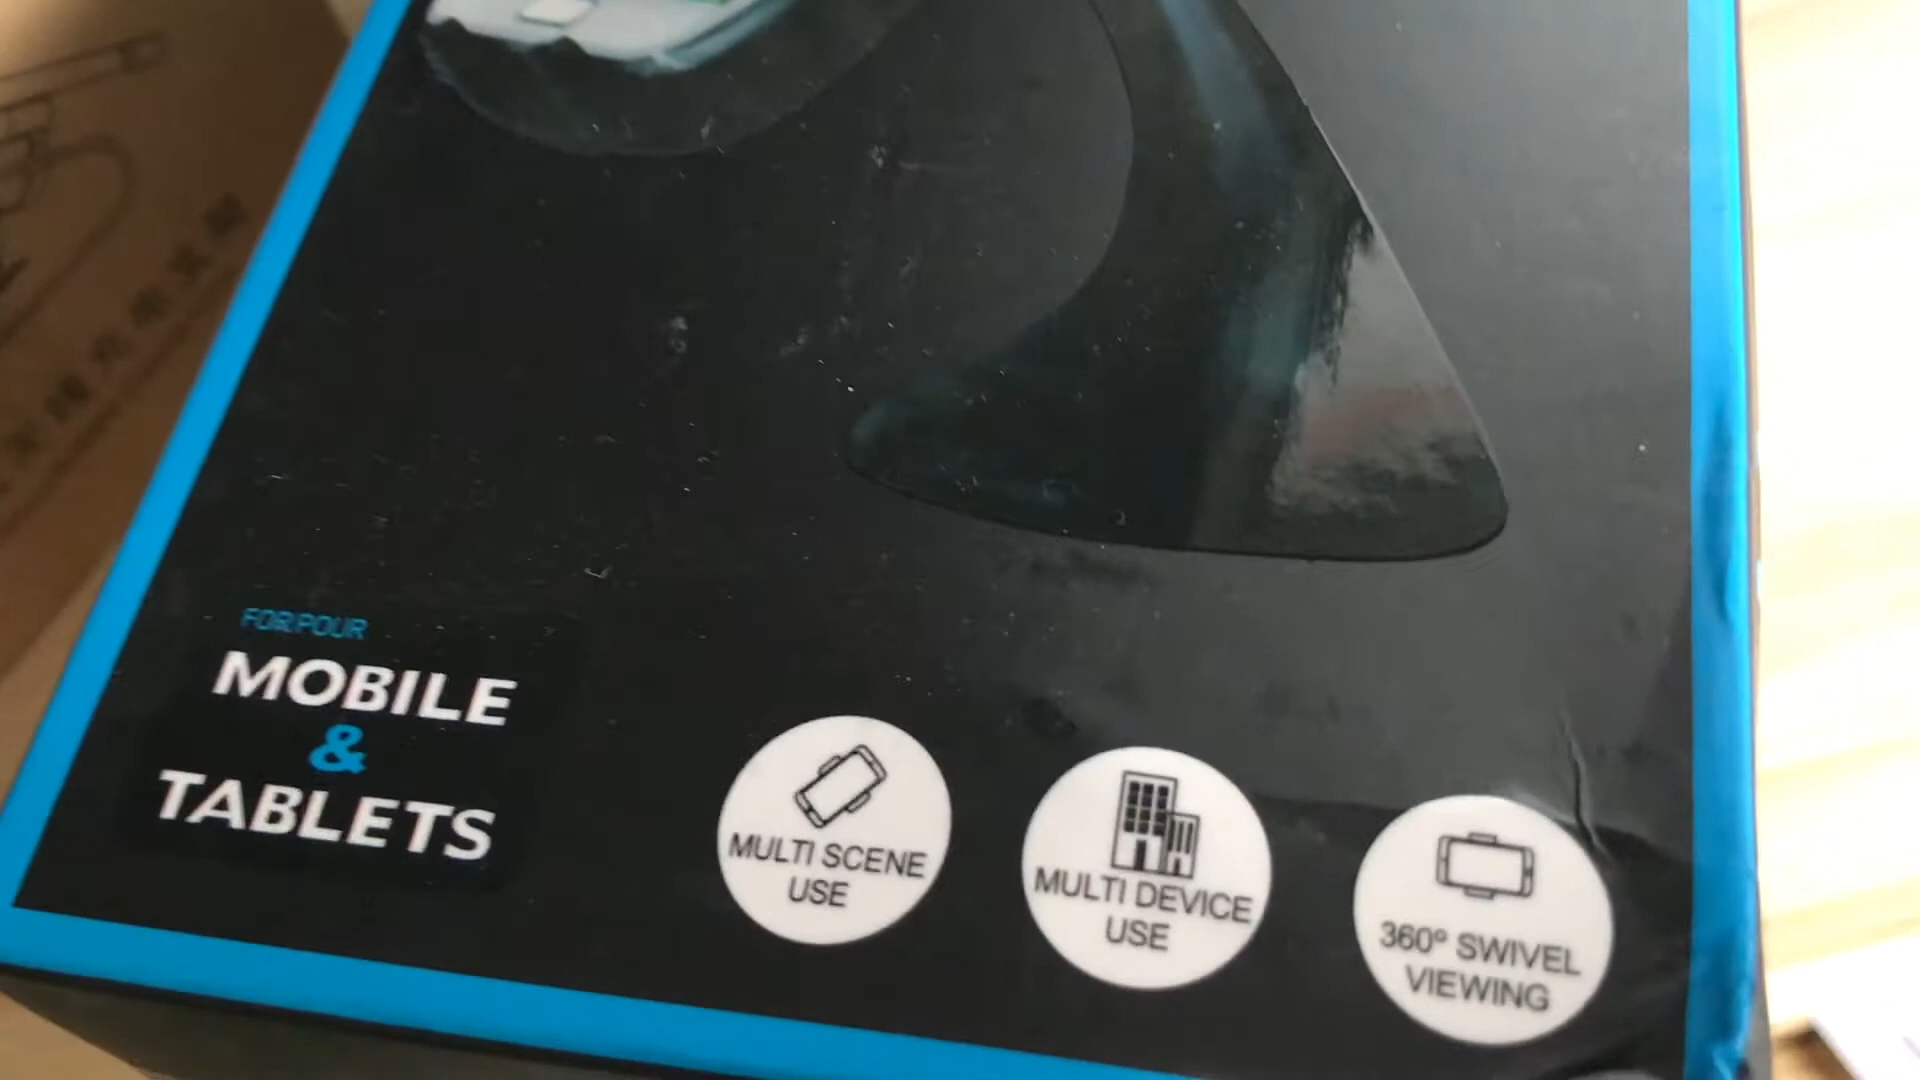 FOR/POUR
MOBILE
&
TABLETS
MULTI SCENE
USE
MULTI DEVICE
USE
360° SWIVEL
VIEWING